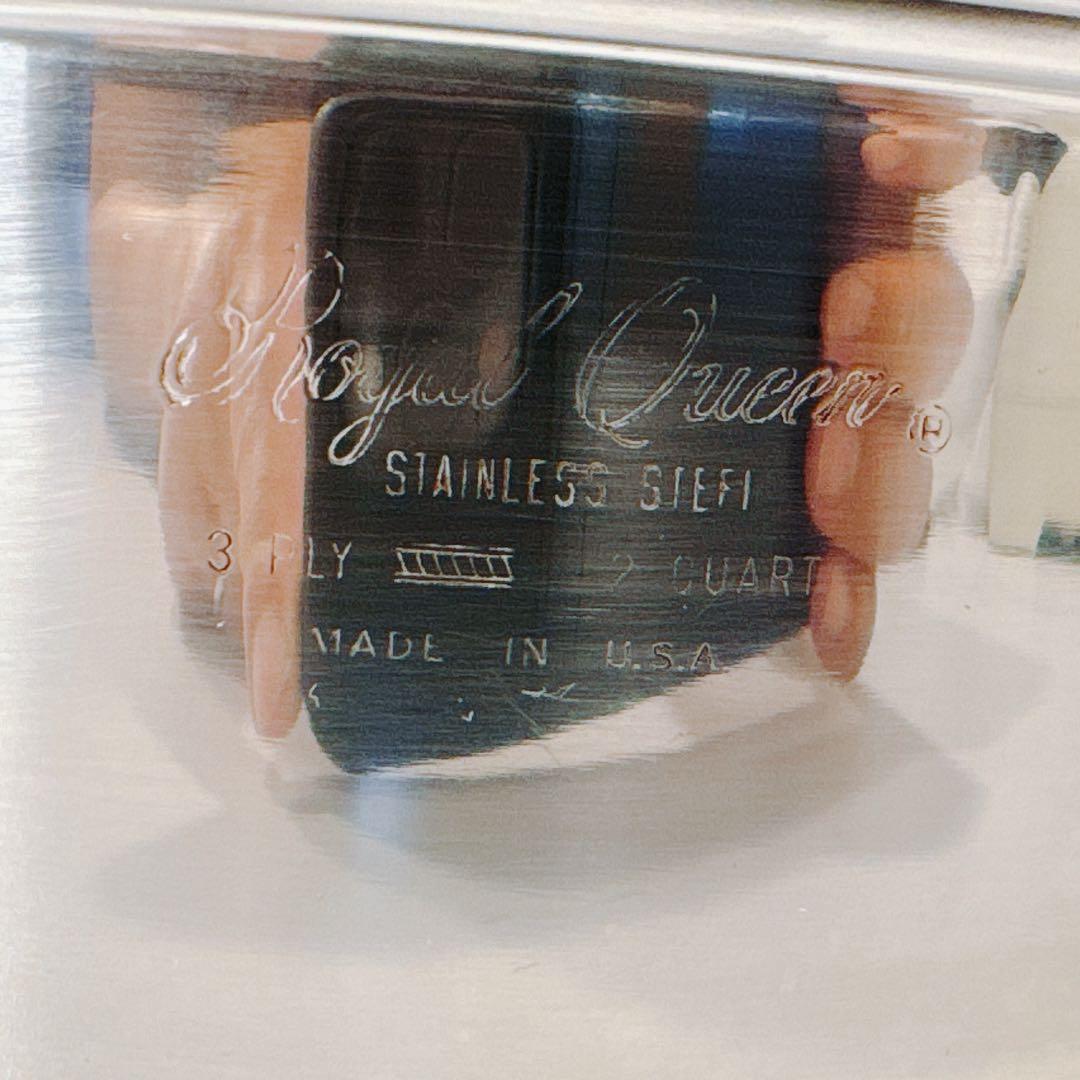 Royal Queen®
STAINLESS STEEL
3 PLY 2 QUART
MADE IN U.S.A